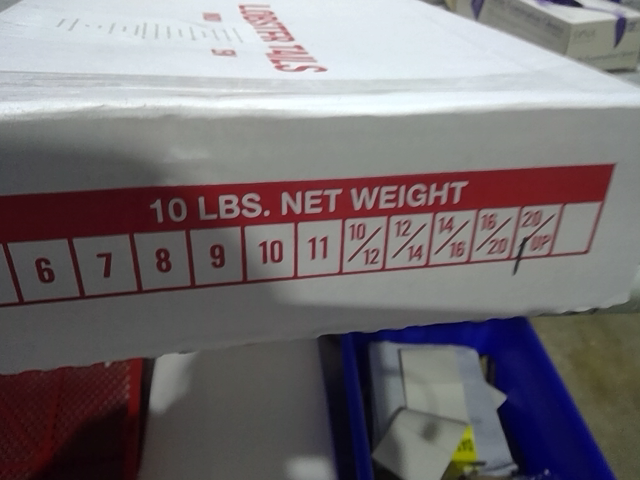 LOBSTER TAILS
10 LBS. NET WEIGHT
6 7 8 9 10 11 10/12 12/14 14/16 16/20 20/UP